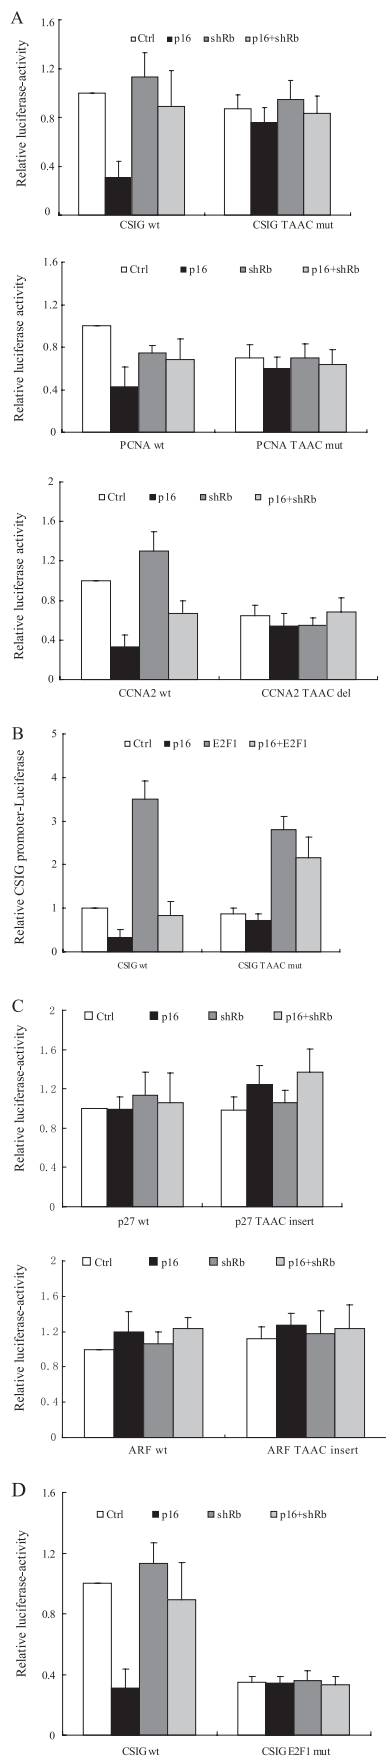 A
Relative luciferase-activity
1.6
1.2
0.8
0.4
0
Ctrl p16 shRb p16+shRb
CSIG wt CSIG TAAC mut
Relative luciferase activity
1.6
1.2
0.8
0.4
0
Ctrl p16 shRb p16+shRb
PCNA wt PCNA TAAC mut
Relative luciferase activity
2
1.6
1.2
0.8
0.4
0
Ctrl p16 shRb p16+shRb
CCNA2 wt CCNA2 TAAC del
B
Relative CSIG promoter-Luciferase
5
4
3
2
1
0
Ctrl p16 E2F1 p16+E2F1
CSIG wt CSIG TAAC mut
C
Relative luciferase-activity
2
1.6
1.2
0.8
0.4
0
Ctrl p16 shRb p16+shRb
p27 wt p27 TAAC insert
Relative luciferase-activity
2
1.6
1.2
0.8
0.4
0
Ctrl p16 shRb p16+shRb
ARF wt ARF TAAC insert
D
Relative luciferase-activity
1.6
1.2
0.8
0.4
0
Ctrl p16 shRb p16+shRb
CSIG wt CSIG E2F1 mut